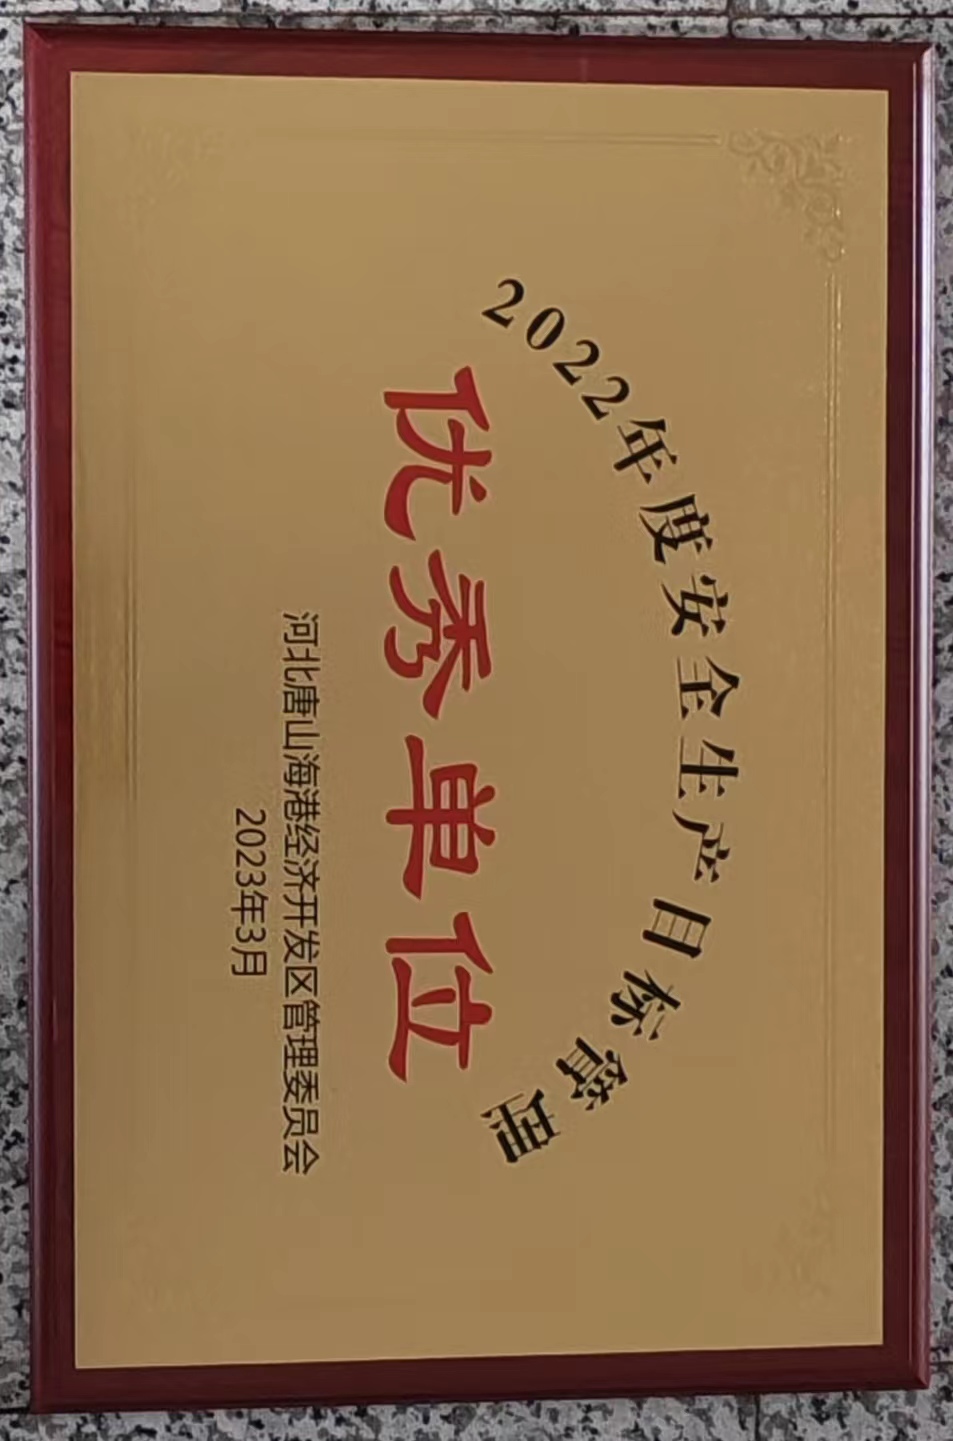 2022年度安全生产目标管理
优秀单位
河北唐山海港经济开发区管理委员会
2023年3月